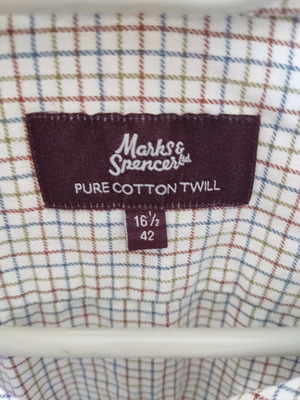 Marks &
Spencer Ltd.
PURE COTTON TWILL
16½
42